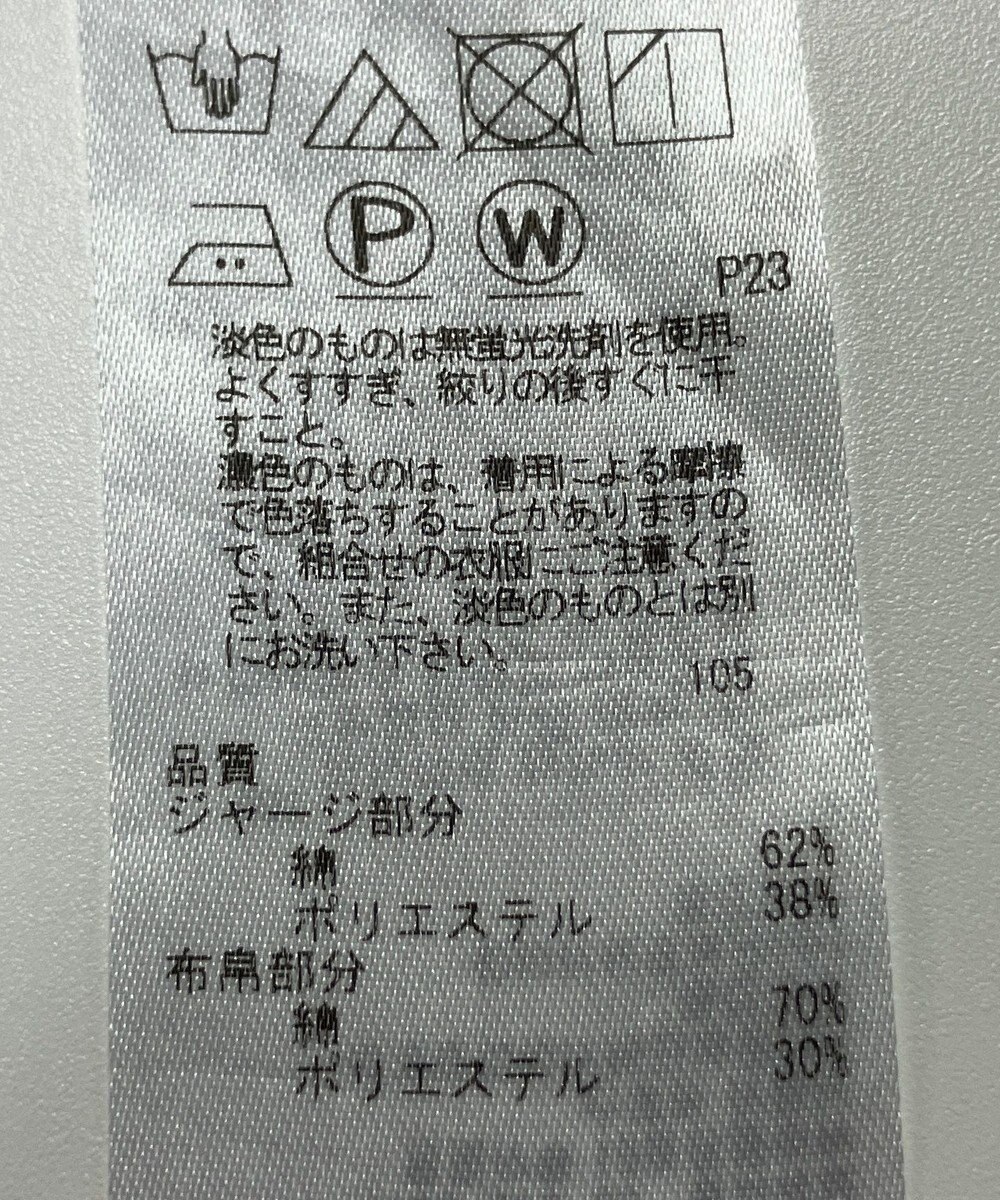 P
W
P23
淡色のものは無蛍光洗剤を使用。
よくすすぎ、絞りの後すぐに干
すこと。
濃色のものは、着用による摩擦
で色落ちすることがありますの
で、組合せの衣服にご注意くだ
さい。また、淡色のものとは別
にお洗い下さい。
105
品質
ジャージ部分
綿 62%
ポリエステル 38%
布帛部分
綿 70%
ポリエステル 30%